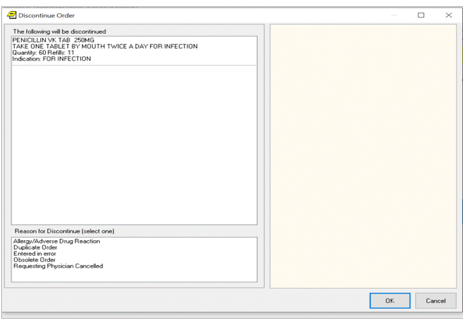 Discontinue Order
The following will be discontinued
PENICILLIN VK TAB 250MG
TAKE ONE TABLET BY MOUTH TWICE A DAY FOR INFECTION
Quantity: 60 Refills: 11
Indication: FOR INFECTION
Reason for Discontinue (select one)
Allergy/Adverse Drug Reaction
Duplicate Order
Entered in error
Obsolete Order
Requesting Physician Cancelled
OK
Cancel